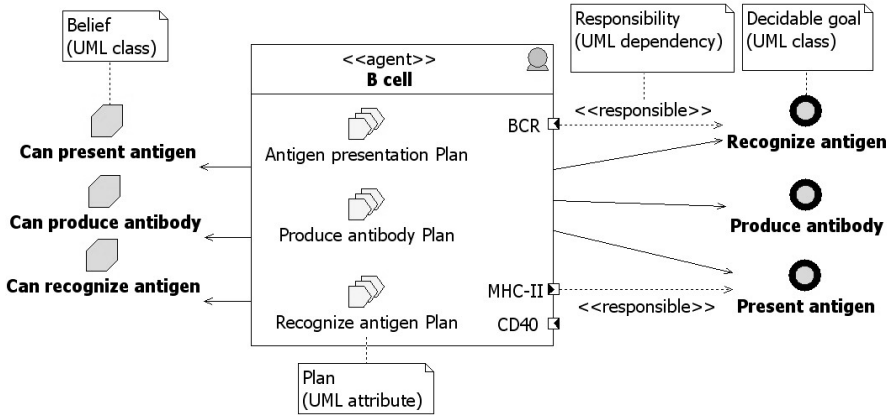 Belief
(UML class)
Responsibility
(UML dependency)
Decidable goal
(UML class)
<<agent>>
B cell
Can present antigen
Can produce antibody
Can recognize antigen
Antigen presentation Plan
Produce antibody Plan
Recognize antigen Plan
BCR
MHC-II
CD40
<<responsible>>
<<responsible>>
Recognize antigen
Produce antibody
Present antigen
Plan
(UML attribute)